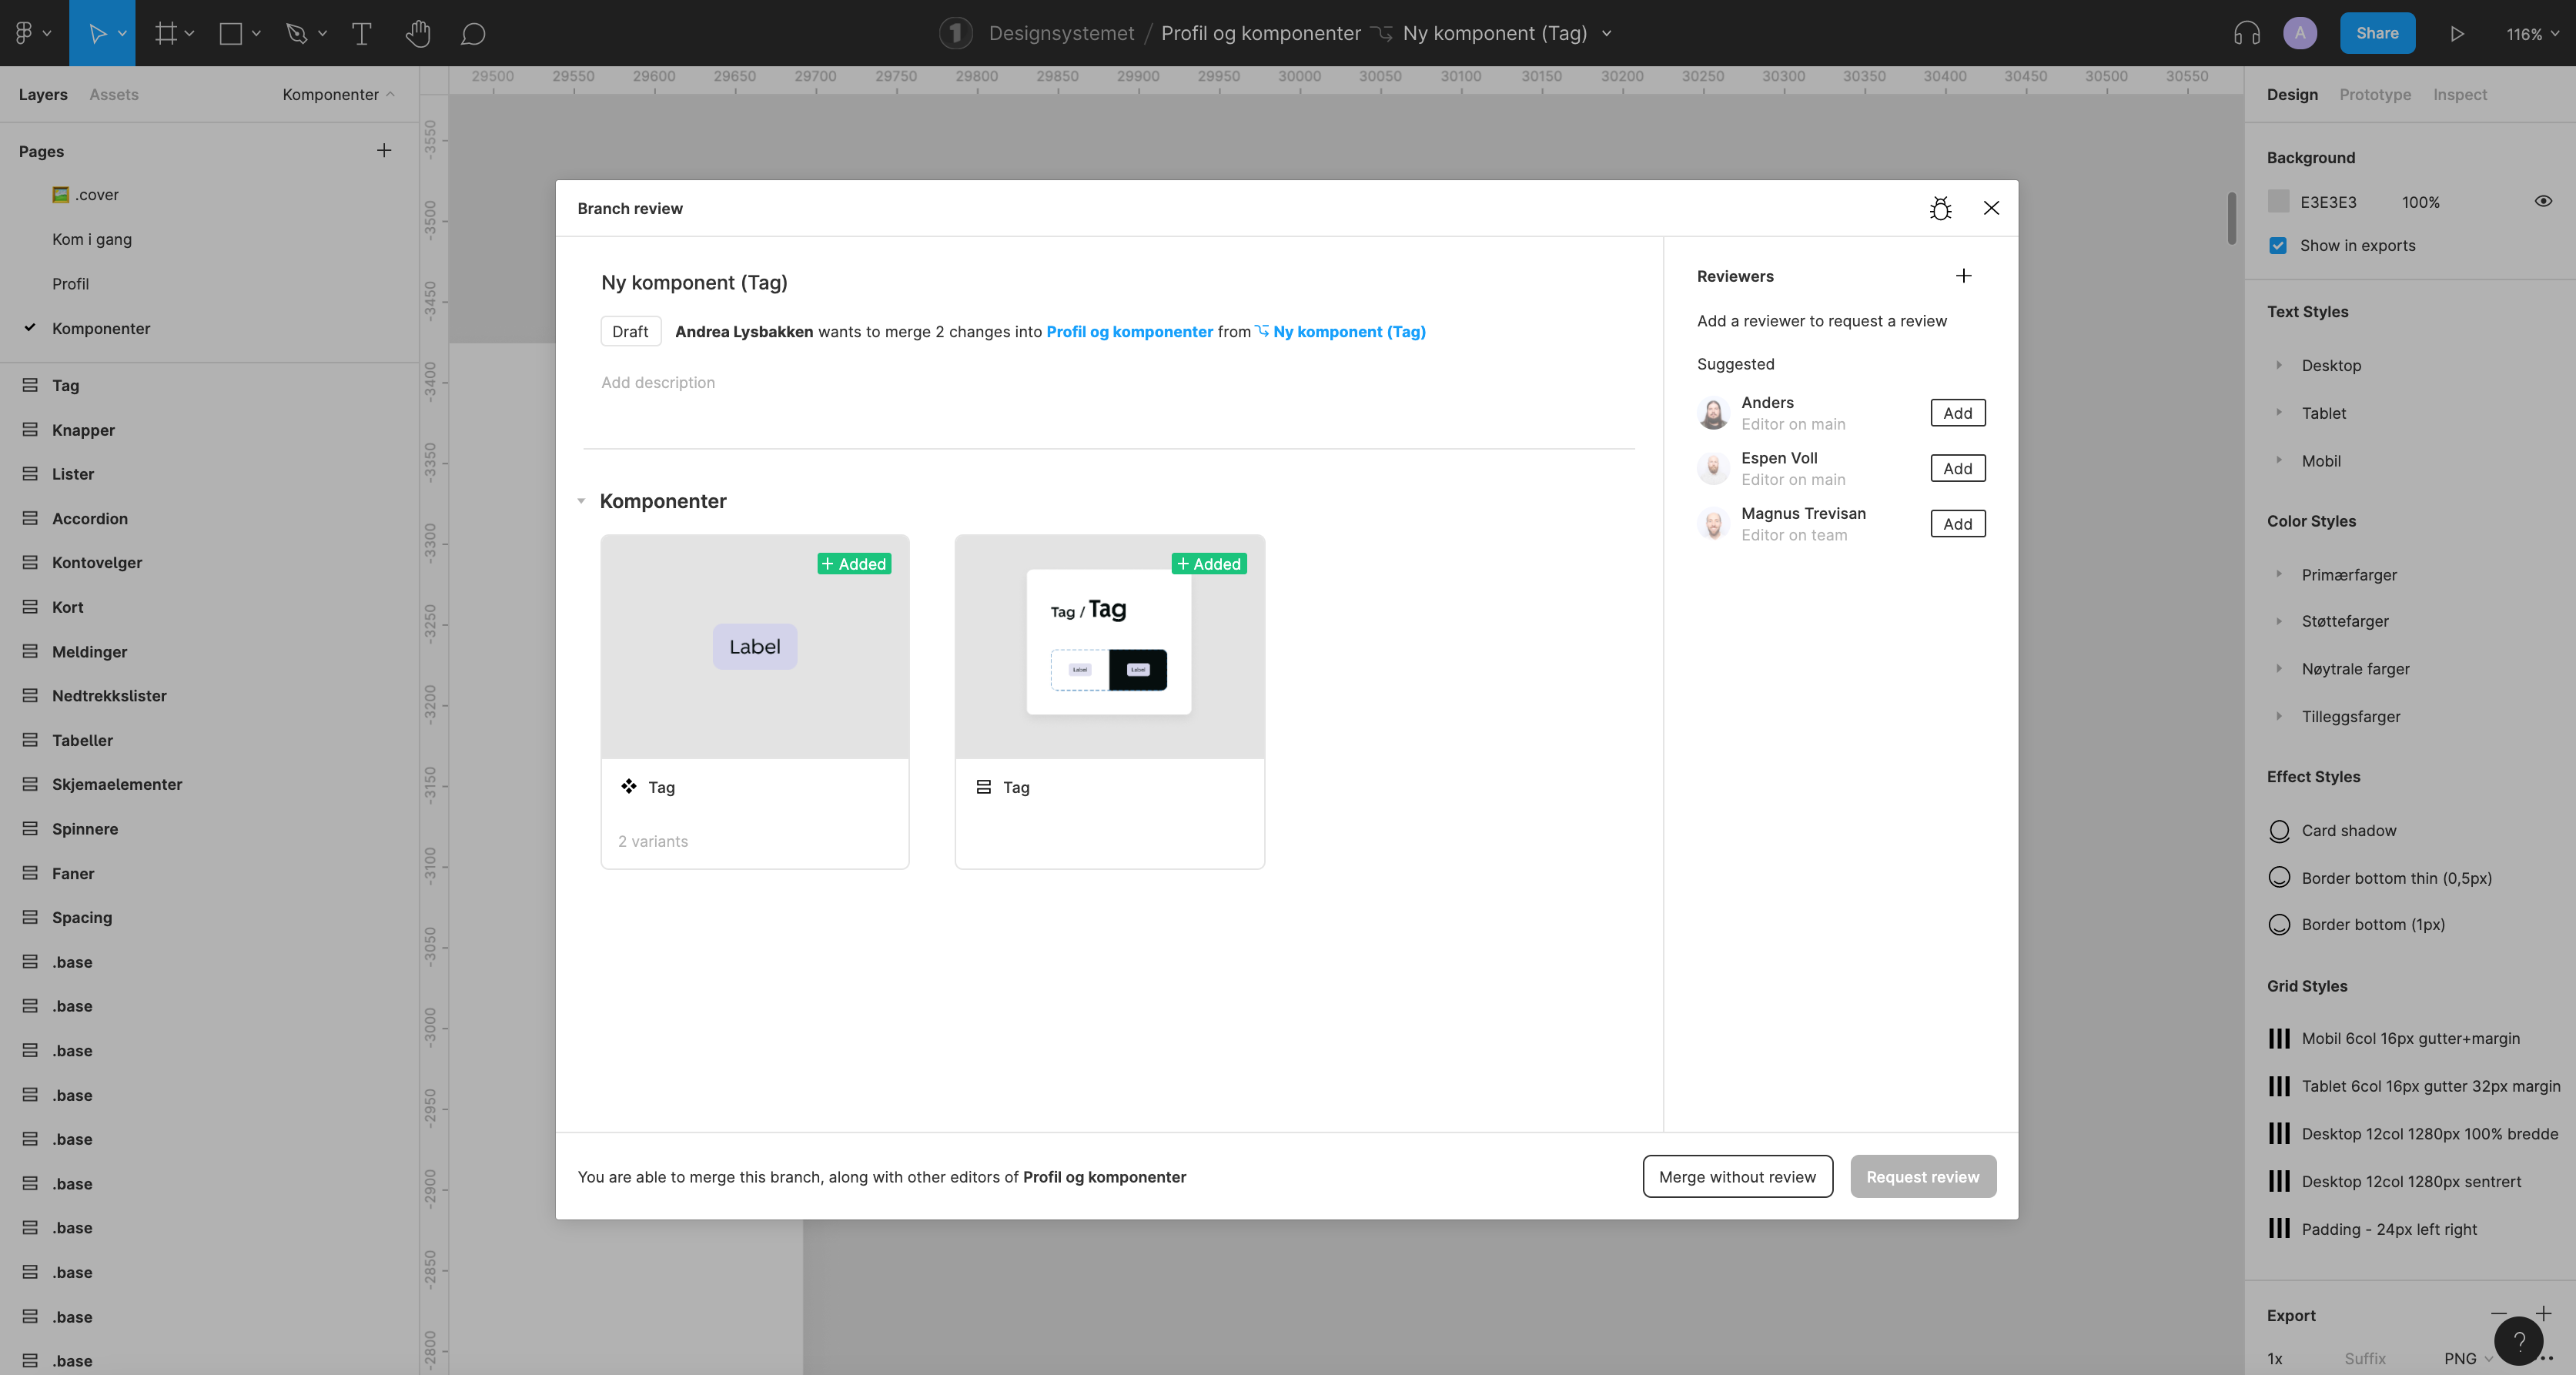 Designsystemet / Profil og komponenter Ny komponent (Tag)
A
Share
116%
Layers Assets Komponenter
Pages
.cover
Kom i gang
Profil
Komponenter
Tag
Knapper
Lister
Accordion
Kontovelger
Kort
Meldinger
Nedtrekkslister
Tabeller
Skjemaelementer
Spinnere
Faner
Spacing
.base
.base
.base
.base
.base
.base
.base
.base
.base
.base
29500 29550 29600 29650 29700 29750 29800 29850 29900 29950 30000 30050 30100 30150 30200 30250 30300 30350 30400 30450 30500 30550
-3550
-3500
-3450
-3400
-3350
-3300
-3250
-3200
-3150
-3100
-3050
-3000
-2950
-2900
-2850
-2800
Branch review
Ny komponent (Tag)
Draft Andrea Lysbakken wants to merge 2 changes into Profil og komponenter from Ny komponent (Tag)
Add description
Komponenter
+ Added
Label
Tag
2 variants
+ Added
Tag / Tag
Label Label
Tag
Reviewers
Add a reviewer to request a review
Suggested
Anders
Editor on main
Add
Espen Voll
Editor on main
Add
Magnus Trevisan
Editor on team
Add
You are able to merge this branch, along with other editors of Profil og komponenter
Merge without review
Request review
Design Prototype Inspect
Background
E3E3E3 100%
Show in exports
Text Styles
Desktop
Tablet
Mobil
Color Styles
Primærfarger
Støttefarger
Nøytrale farger
Tilleggsfarger
Effect Styles
Card shadow
Border bottom thin (0,5px)
Border bottom (1px)
Grid Styles
Mobil 6col 16px gutter+margin
Tablet 6col 16px gutter 32px margin
Desktop 12col 1280px 100% bredde
Desktop 12col 1280px sentrert
Padding - 24px left right
Export
1x Suffix PNG
?